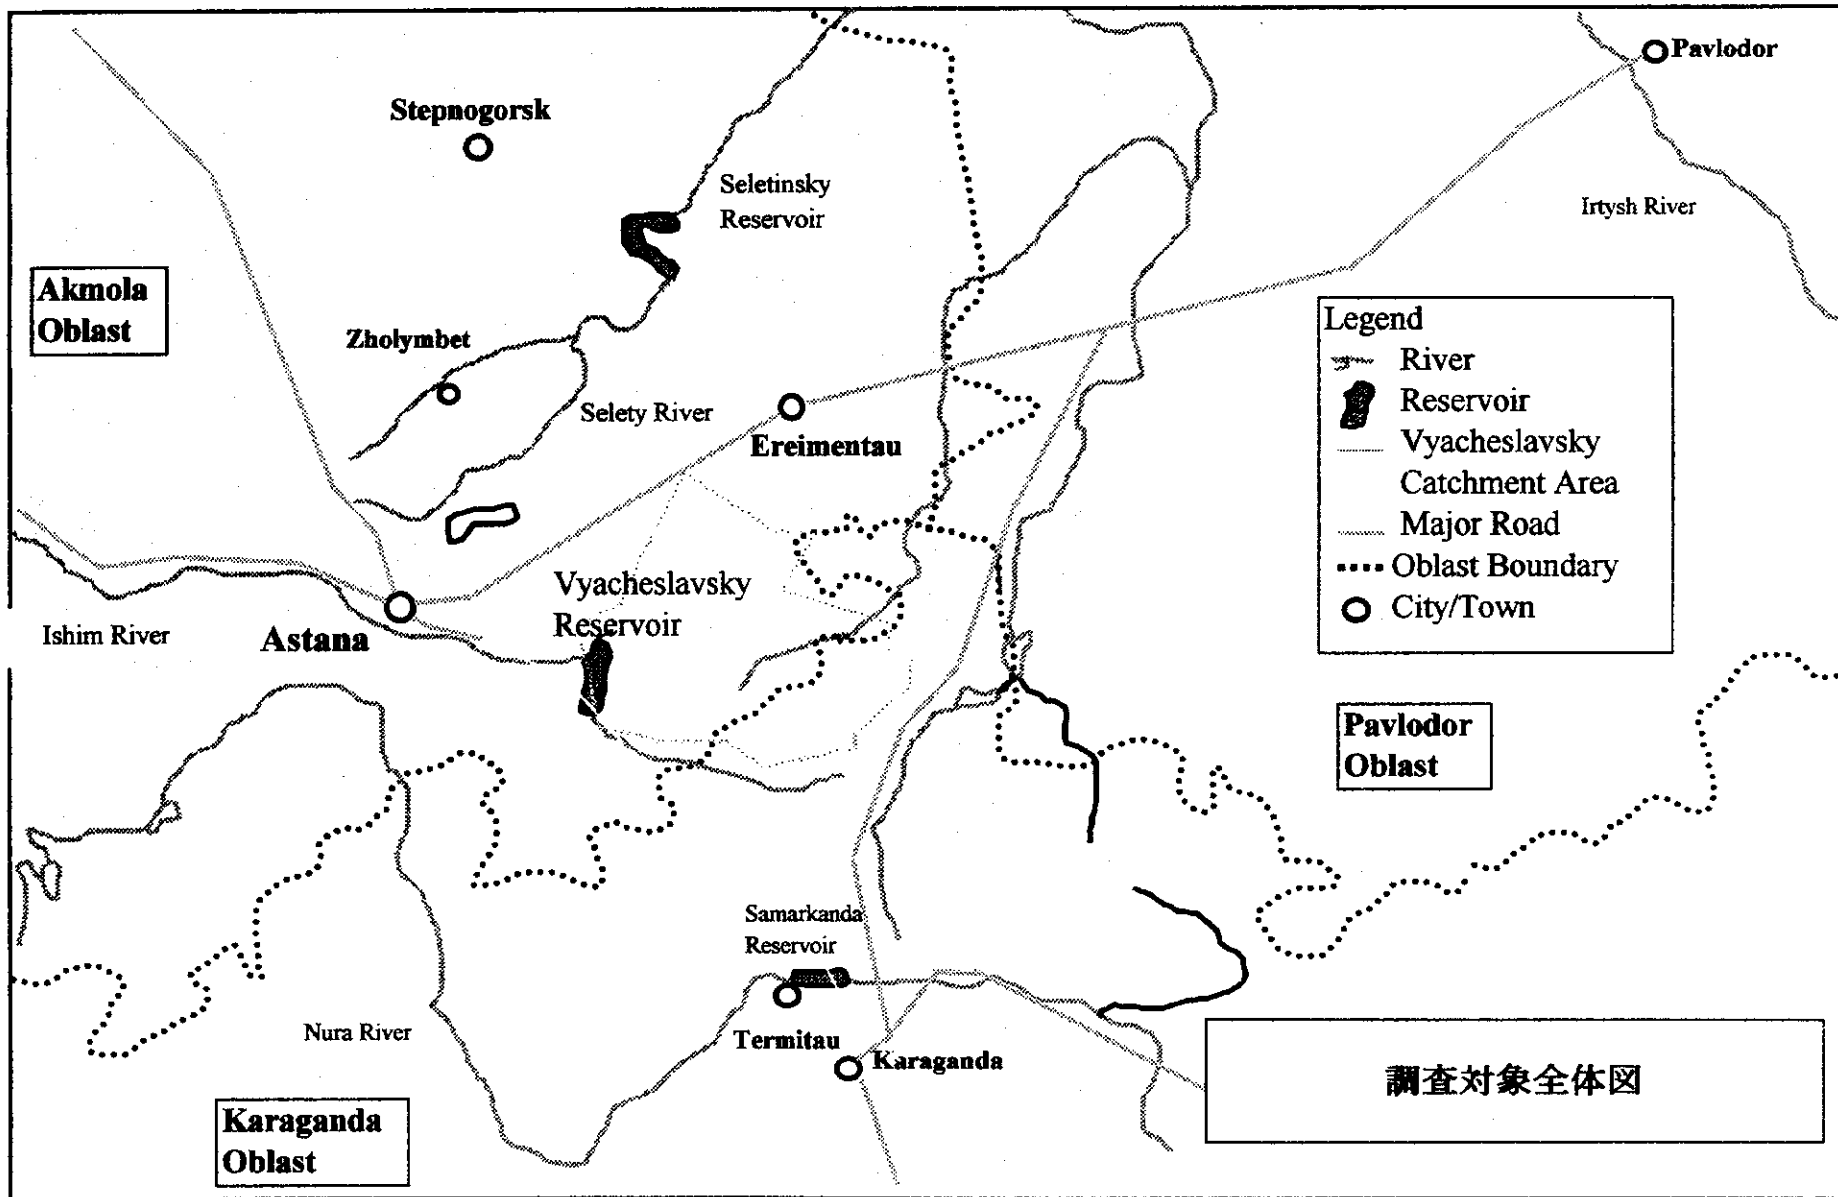 Pavlodor
Stepnogorsk
Seletinsky
Reservoir
Irtysh River
Akmola
Oblast
Zholymbet
Selety River
Ereimentau
Legend
River
Reservoir
Vyacheslavsky
Catchment Area
Major Road
Oblast Boundary
City/Town
Vyacheslavsky
Reservoir
Ishim River
Astana
Pavlodor
Oblast
Samarkanda
Reservoir
Nura River
Termitau
Karaganda
Karaganda
Oblast
調査対象全体図